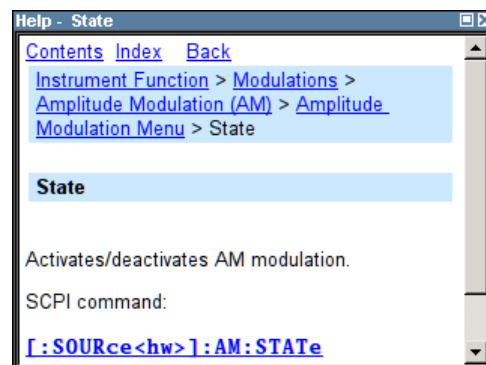 Help - State
Contents Index Back
Instrument Function > Modulations >
Amplitude Modulation (AM) > Amplitude
Modulation Menu > State
State
Activates/deactivates AM modulation.
SCPI command:
[:SOURce<hw>]:AM:STATe